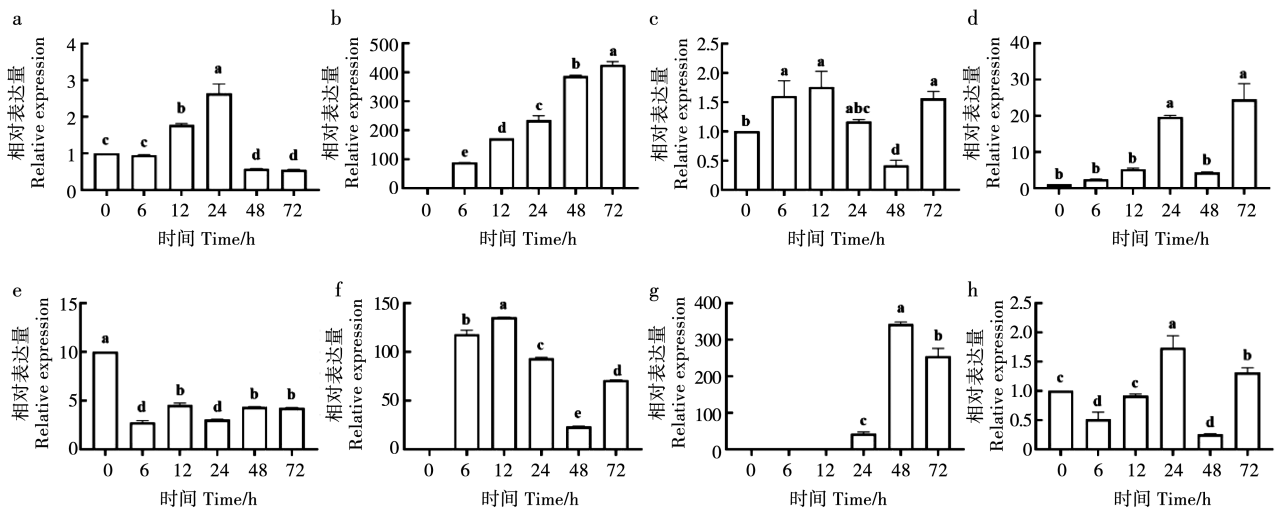 a
相对表达量
Relative expression
4
3
2
1
0
c
c
b
a
d
d
0 6 12 24 48 72
时间 Time/h
b
相对表达量
Relative expression
500
400
300
200
100
0
e
d
c
b
a
0 6 12 24 48 72
时间 Time/h
c
相对表达量
Relative expression
2.5
2.0
1.5
1.0
0.5
0
b
a
a
abc
d
a
0 6 12 24 48 72
时间 Time/h
d
相对表达量
Relative expression
40
30
20
10
0
b
b
b
a
b
a
0 6 12 24 48 72
时间 Time/h
e
相对表达量
Relative expression
15
10
5
0
a
d
b
d
b
b
0 6 12 24 48 72
时间 Time/h
f
相对表达量
Relative expression
150
100
50
0
b
a
c
e
d
0 6 12 24 48 72
时间 Time/h
g
相对表达量
Relative expression
400
300
200
100
0
c
a
b
0 6 12 24 48 72
时间 Time/h
h
相对表达量
Relative expression
2.5
2.0
1.5
1.0
0.5
0
c
d
c
a
d
b
0 6 12 24 48 72
时间 Time/h